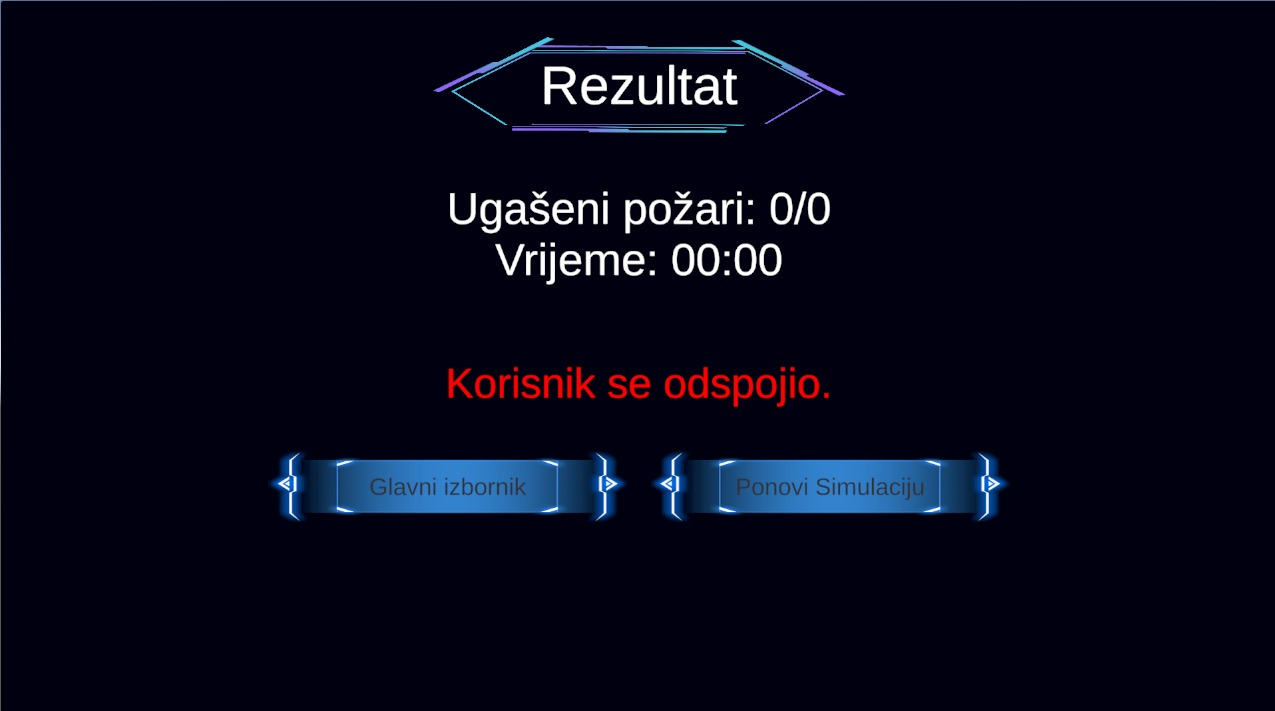 Rezultat
Ugašeni požari: 0/0
Vrijeme: 00:00
Korisnik se odspojio.
Glavni izbornik
Ponovi Simulaciju